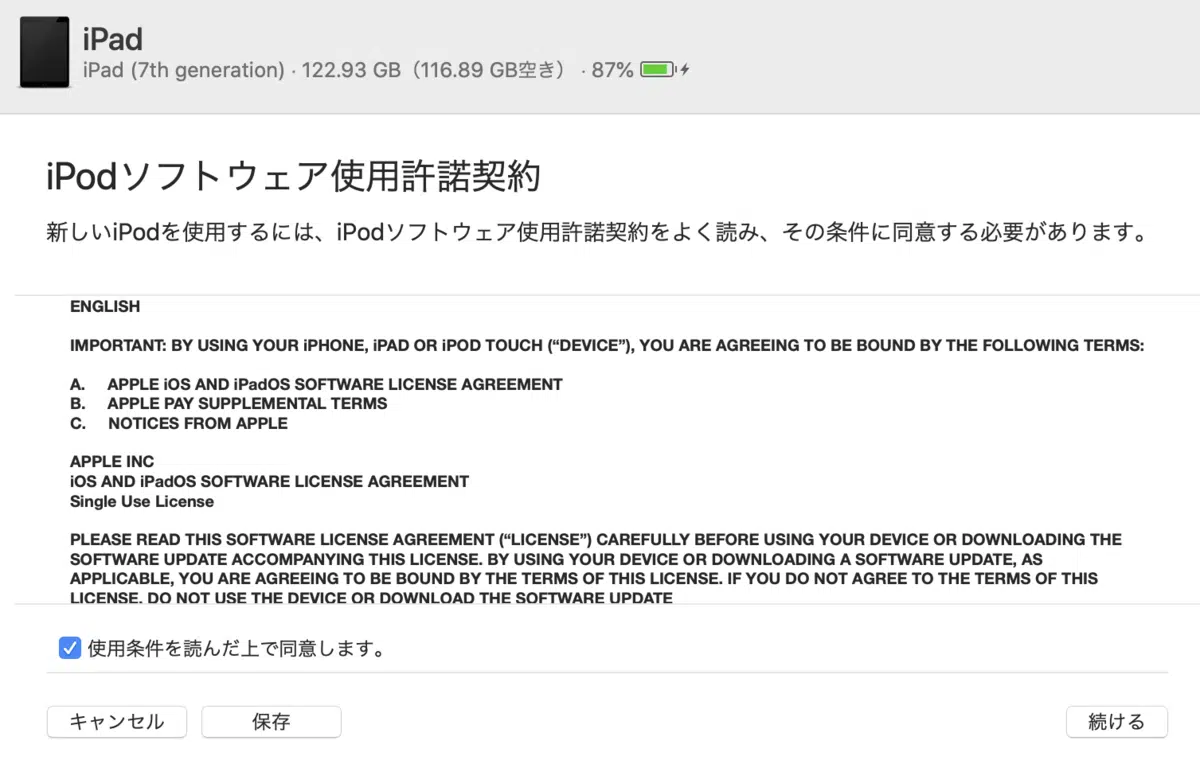 iPad
iPad (7th generation) · 122.93 GB（116.89 GB空き） · 87%
iPodソフトウェア使用許諾契約
新しいiPodを使用するには、iPodソフトウェア使用許諾契約をよく読み、その条件に同意する必要があります。
ENGLISH
IMPORTANT: BY USING YOUR iPHONE, iPAD OR iPOD TOUCH (“DEVICE”), YOU ARE AGREEING TO BE BOUND BY THE FOLLOWING TERMS:
A. APPLE iOS AND iPadOS SOFTWARE LICENSE AGREEMENT
B. APPLE PAY SUPPLEMENTAL TERMS
C. NOTICES FROM APPLE
APPLE INC
iOS AND iPadOS SOFTWARE LICENSE AGREEMENT
Single Use License
PLEASE READ THIS SOFTWARE LICENSE AGREEMENT (“LICENSE”) CAREFULLY BEFORE USING YOUR DEVICE OR DOWNLOADING THE
SOFTWARE UPDATE ACCOMPANYING THIS LICENSE. BY USING YOUR DEVICE OR DOWNLOADING A SOFTWARE UPDATE, AS
APPLICABLE, YOU ARE AGREEING TO BE BOUND BY THE TERMS OF THIS LICENSE. IF YOU DO NOT AGREE TO THE TERMS OF THIS
LICENSE, DO NOT USE THE DEVICE OR DOWNLOAD THE SOFTWARE UPDATE
使用条件を読んだ上で同意します。
キャンセル
保存
続ける